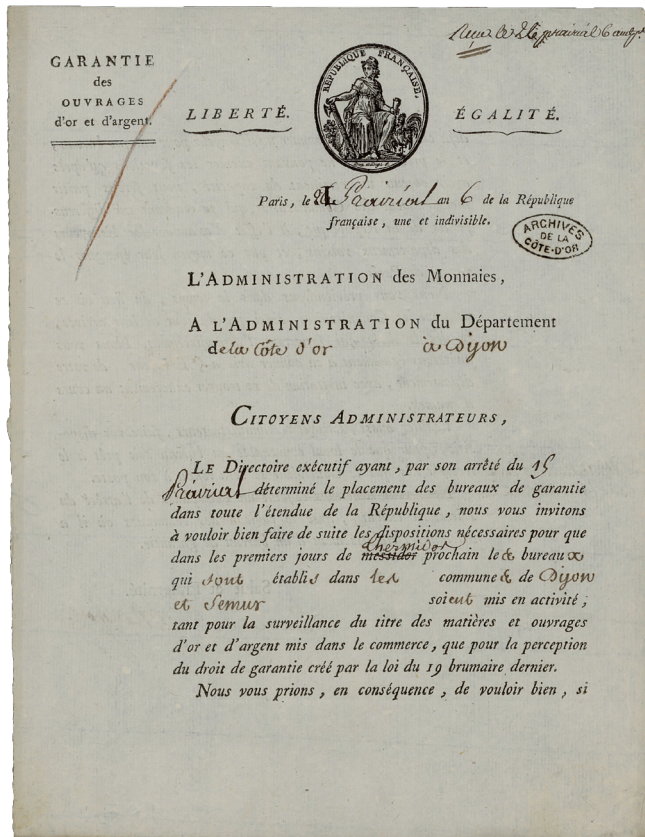 Reçu le 26 prairial 6 an
GARANTIE
des
OUVRAGES
d'or et d'argent.
LIBERTÉ.
RÉPUBLIQUE FRANÇAISE.
ÉGALITÉ.
Paris, le Prairial an 6 de la République
française, une et indivisible.
ARCHIVES
DE LA
CÔTE-D'OR
L'ADMINISTRATION des Monnaies,
A L'ADMINISTRATION du Département
de la Côte d'or à Dijon
CITOYENS ADMINISTRATEURS,
LE Directoire exécutif ayant, par son arrêté du 15
Prairial déterminé le placement des bureaux de garantie
dans toute l'étendue de la République, nous vous invitons
à vouloir bien faire de suite les dispositions nécessaires pour que
dans les premiers jours de messidor thermidor prochain les bureaux
qui sont établis dans les communes de Dijon
et Semur soient mis en activité;
tant pour la surveillance du titre des matières et ouvrages
d'or et d'argent mis dans le commerce, que pour la perception
du droit de garantie créé par la loi du 19 brumaire dernier.
Nous vous prions, en conséquence, de vouloir bien, si